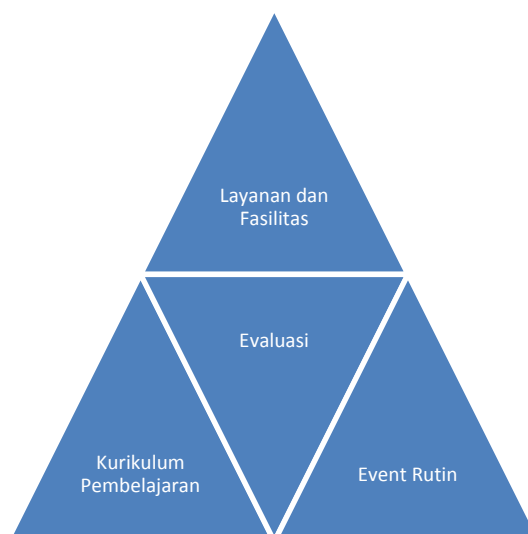 Layanan dan
Fasilitas
Evaluasi
Kurikulum
Pembelajaran
Event Rutin